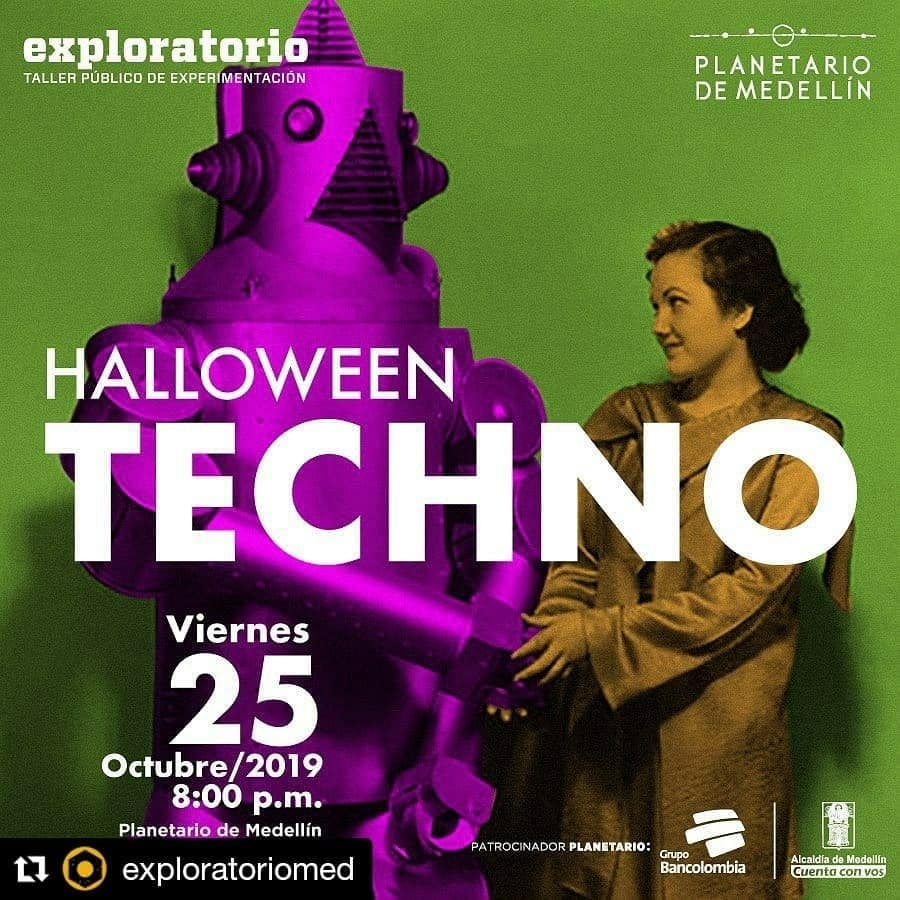 exploratorio
TALLER PÚBLICO DE EXPERIMENTACIÓN
PLANETARIO
DE MEDELLÍN
HALLOWEEN
TECHNO
Viernes
25
Octubre/2019
8:00 p.m.
Planetario de Medellín
PATROCINADOR PLANETARIO:
Grupo
Bancolombia
Alcaldía de Medellín
Cuenta con vos
exploratoriomed